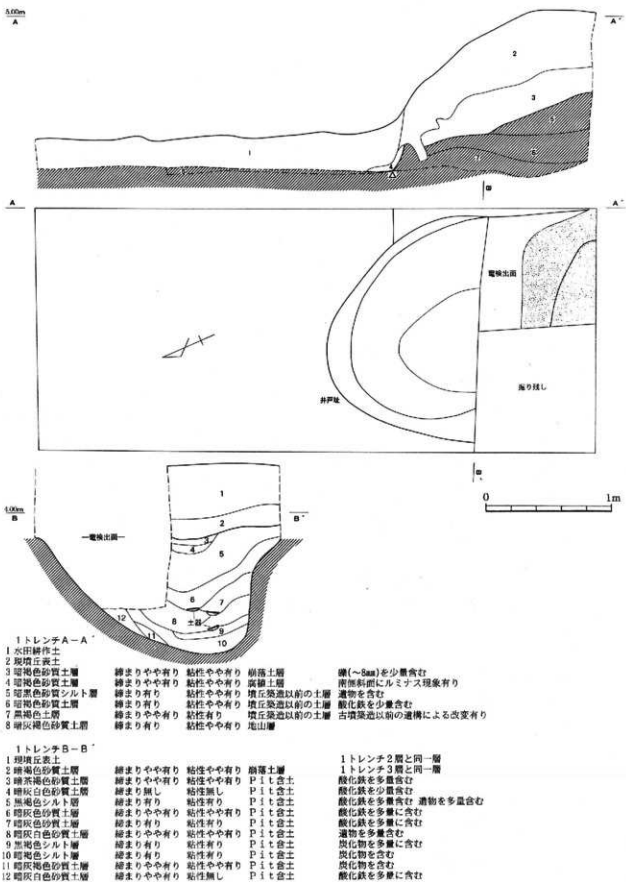 5.00m
A A´
2
3
1
5
6
7
B
A A´
竃検出面
掘り残し
井戸址
B´
0 1m
4.00m
B B´
1
2
3
4
5
―竃検出面―
6
7
8
土器
9
10
11
12
1トレンチA-A´
1 水田耕作土
2 現墳丘表土
3 暗褐色砂質土層 締まりやや有り 粘性やや有り 崩落土層 礫(~8mm)を少量含む
4 暗褐色砂質土層 締まりやや有り 粘性やや有り 腐植土層 南側斜面にルミナス現象有り
5 暗黒色砂質シルト層 締まり有り 粘性やや有り 墳丘築造以前の土層 遺物を含む
6 暗褐色砂質土層 締まり有り 粘性やや有り 墳丘築造以前の土層 酸化鉄を少量含む
7 黒褐色土層 締まり有り 粘性有り 墳丘築造以前の土層 古墳築造以前の遺構による改変有り
8 暗灰褐色砂質土層 締まり有り 粘性やや有り 地山層
1トレンチB-B´
1 現墳丘表土 1トレンチ2層と同一層
2 暗褐色砂質土層 締まりやや有り 粘性やや有り 崩落土層 1トレンチ3層と同一層
3 暗茶褐色砂質土層 締まりやや有り 粘性やや有り Pit含土 酸化鉄を多量含む
4 暗灰白色砂質土層 締まり無し 粘性無し Pit含土 酸化鉄を少量含む
5 黒褐色シルト層 締まり有り 粘性有り Pit含土 酸化鉄を多量含む 遺物を多量含む
6 暗灰色砂質土層 締まりやや有り 粘性やや有り Pit含土 酸化鉄を多量に含む
7 暗灰色砂質土層 締まり有り 粘性有り Pit含土 酸化鉄を多量に含む
8 暗灰白色砂質土層 締まりやや有り 粘性やや有り Pit含土 遺物を多量含む
9 黒褐色シルト層 締まり有り 粘性有り Pit含土 炭化物を多量に含む
10 暗褐色シルト層 締まり有り 粘性有り Pit含土 炭化物を含む
11 暗灰褐色砂質土層 締まりやや有り 粘性やや有り Pit含土 炭化物を含む
12 暗灰白色砂質土層 締まりやや有り 粘性無し Pit含土 酸化鉄を多量に含む